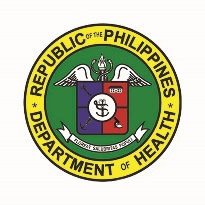 REPUBLIC OF THE PHILIPPINES
* DEPARTMENT OF HEALTH *